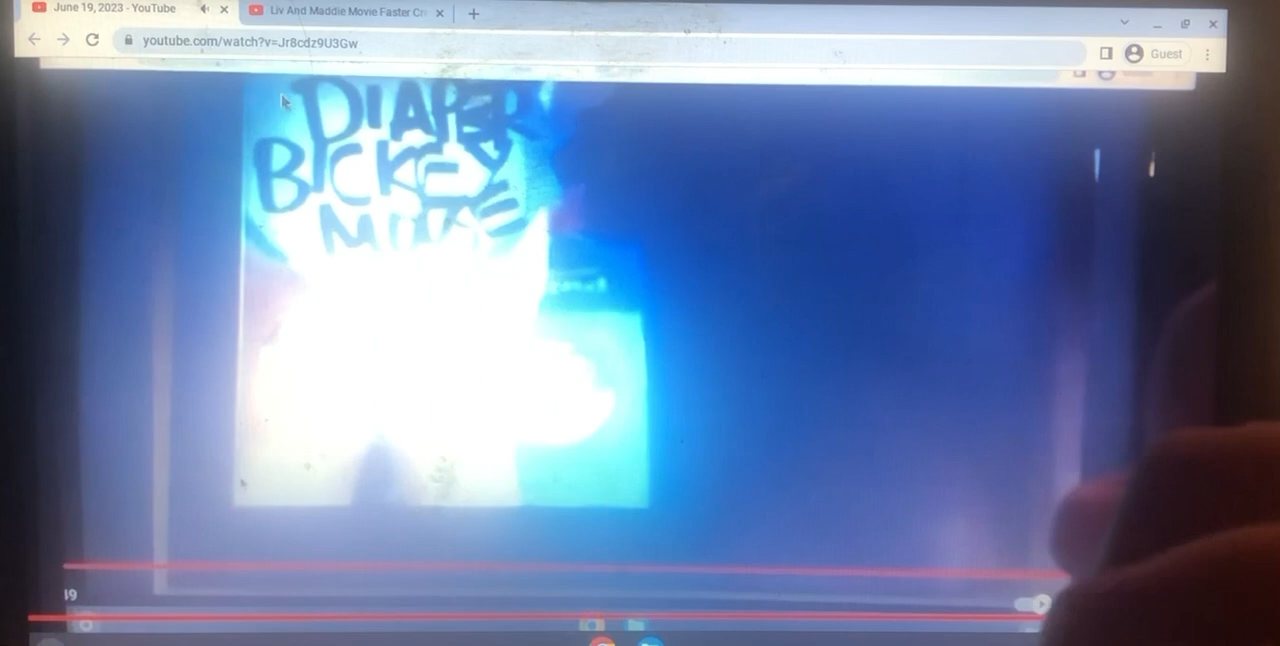 June 19, 2023 - YouTube
Liv And Maddie Movie Faster Cr
youtube.com/watch?v=Jr8cdz9U3Gw
Guest
DIAPER
BICKEY
19